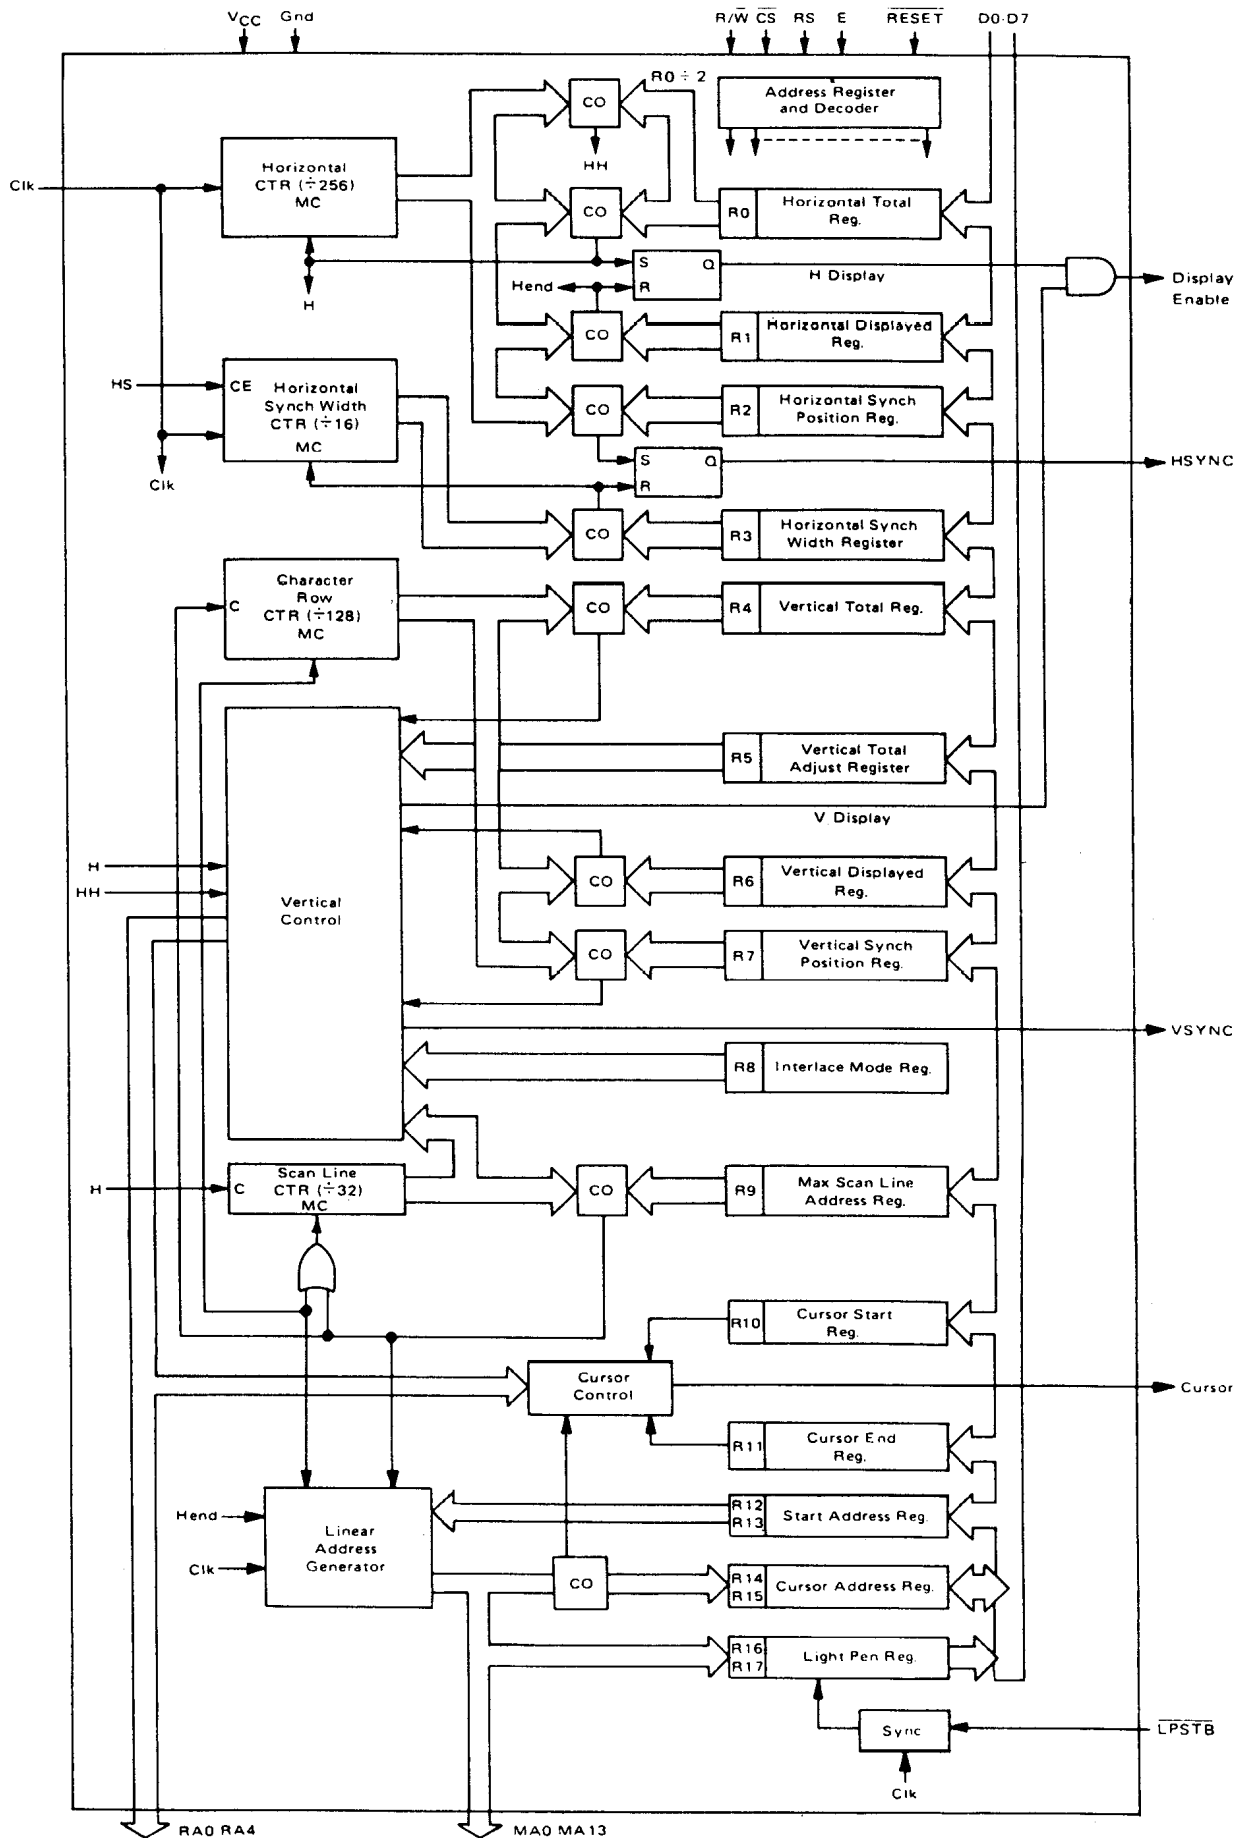 VCC Gnd R/W CS RS E RESET D0-D7
R0 ÷ 2
CO
Address Register
and Decoder
HH
Clk
Horizontal
CTR (÷256)
MC
CO
R0
Horizontal Total
Reg.
H
S Q
R
H Display
Hend
Display
Enable
CO
R1
Horizontal Displayed
Reg.
HS
CE
Horizontal
Synch Width
CTR (÷16)
MC
Clk
CO
R2
Horizontal Synch
Position Reg.
S Q
R
HSYNC
CO
R3
Horizontal Synch
Width Register
C
Character
Row
CTR (÷128)
MC
CO
R4
Vertical Total Reg.
R5
Vertical Total
Adjust Register
V Display
H
HH
Vertical
Control
CO
R6
Vertical Displayed
Reg.
CO
R7
Vertical Synch
Position Reg.
VSYNC
R8
Interlace Mode Reg.
H
C
Scan Line
CTR (÷32)
MC
CO
R9
Max Scan Line
Address Reg.
R10
Cursor Start
Reg.
Cursor
Control
Cursor
R11
Cursor End
Reg.
Hend
Clk
Linear
Address
Generator
R12
R13
Start Address Reg.
CO
R14
R15
Cursor Address Reg.
R16
R17
Light Pen Reg.
Sync
LPSTB
Clk
RA0 RA4
MA0 MA13